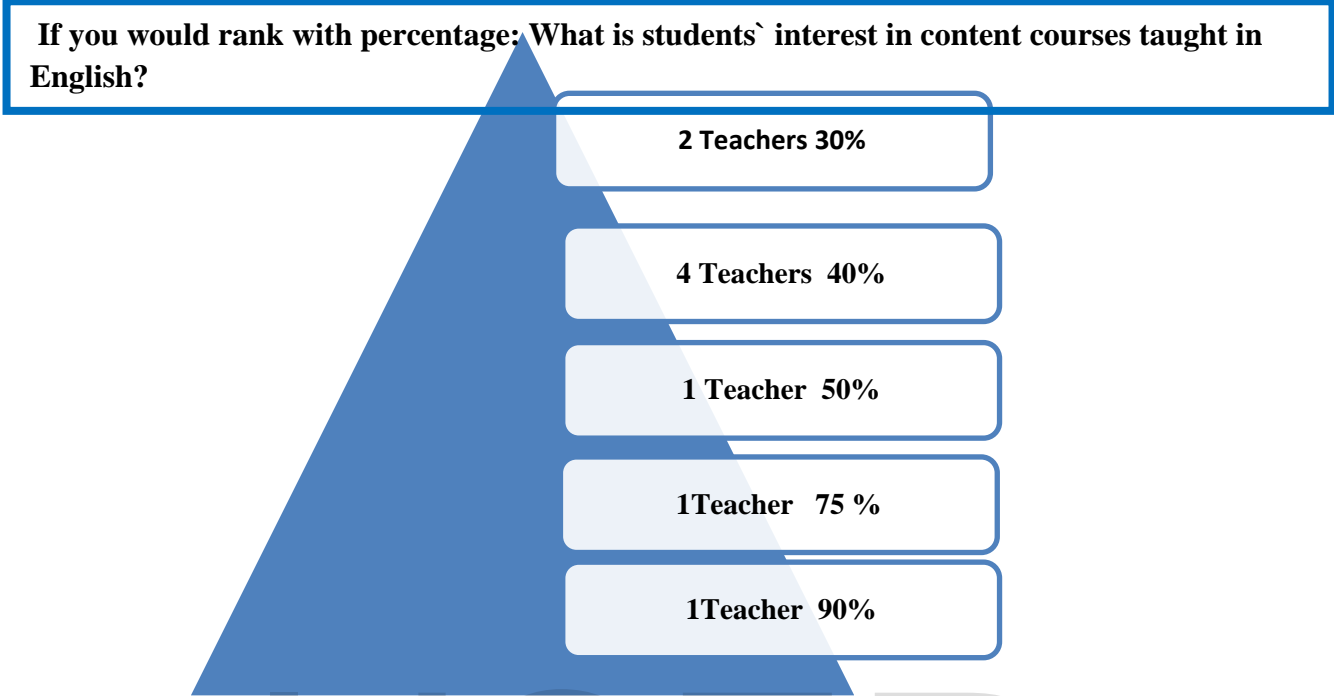 If you would rank with percentage: What is students` interest in content courses taught in
English?
2 Teachers 30%
4 Teachers 40%
1 Teacher 50%
1Teacher 75 %
1Teacher 90%